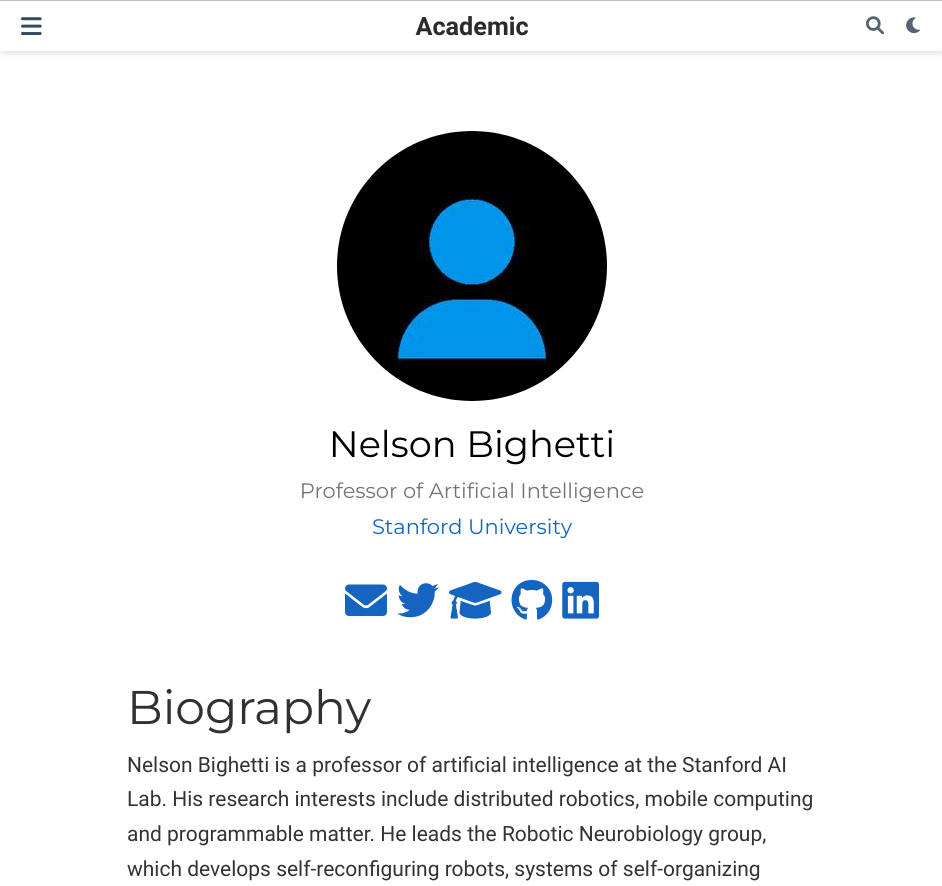 Academic
Nelson Bighetti
Professor of Artificial Intelligence
Stanford University
Biography
Nelson Bighetti is a professor of artificial intelligence at the Stanford AI
Lab. His research interests include distributed robotics, mobile computing
and programmable matter. He leads the Robotic Neurobiology group,
which develops self-reconfiguring robots, systems of self-organizing